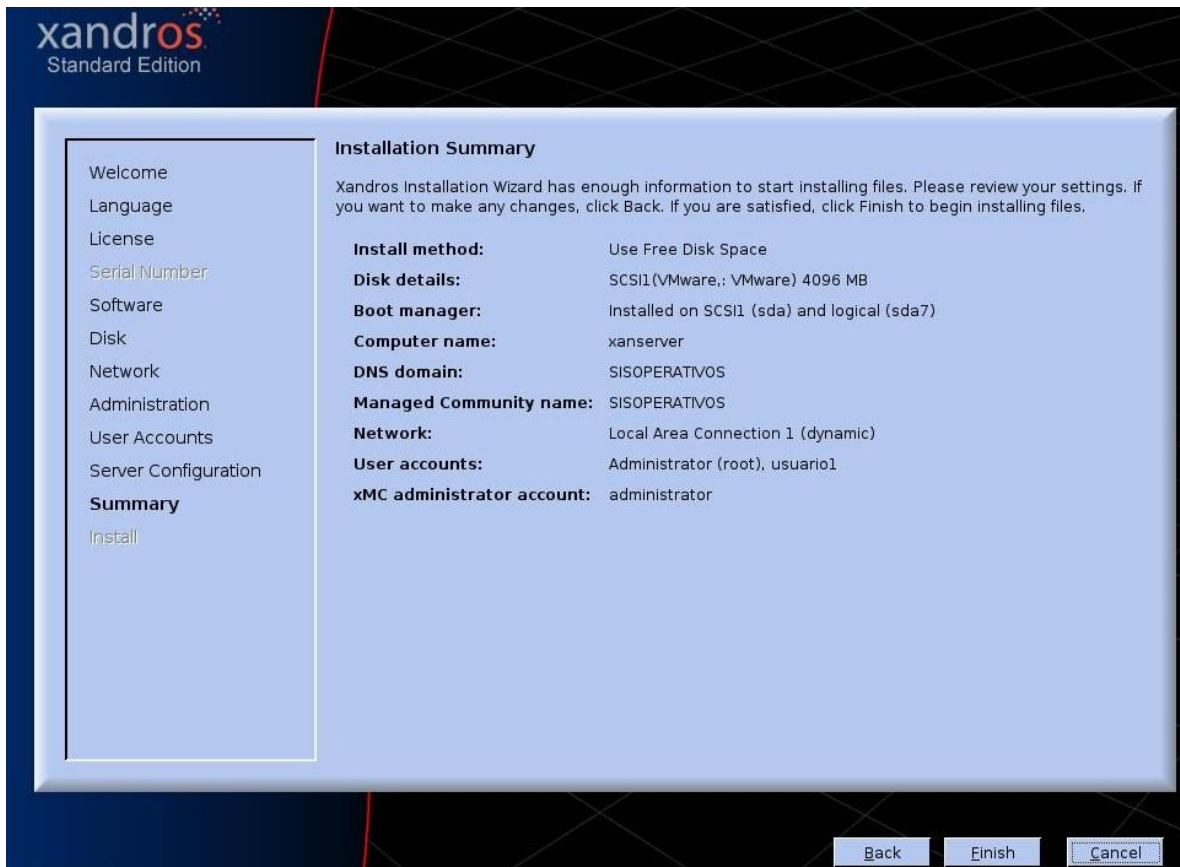 xandros
Standard Edition
Welcome
Language
License
Serial Number
Software
Disk
Network
Administration
User Accounts
Server Configuration
Summary
Install
Installation Summary
Xandros Installation Wizard has enough information to start installing files. Please review your settings. If
you want to make any changes, click Back. If you are satisfied, click Finish to begin installing files.
Install method: Use Free Disk Space
Disk details: SCSI1(VMware,: VMware) 4096 MB
Boot manager: Installed on SCSI1 (sda) and logical (sda7)
Computer name: xanserver
DNS domain: SISOPERATIVOS
Managed Community name: SISOPERATIVOS
Network: Local Area Connection 1 (dynamic)
User accounts: Administrator (root), usuario1
xMC administrator account: administrator
Back Finish Cancel